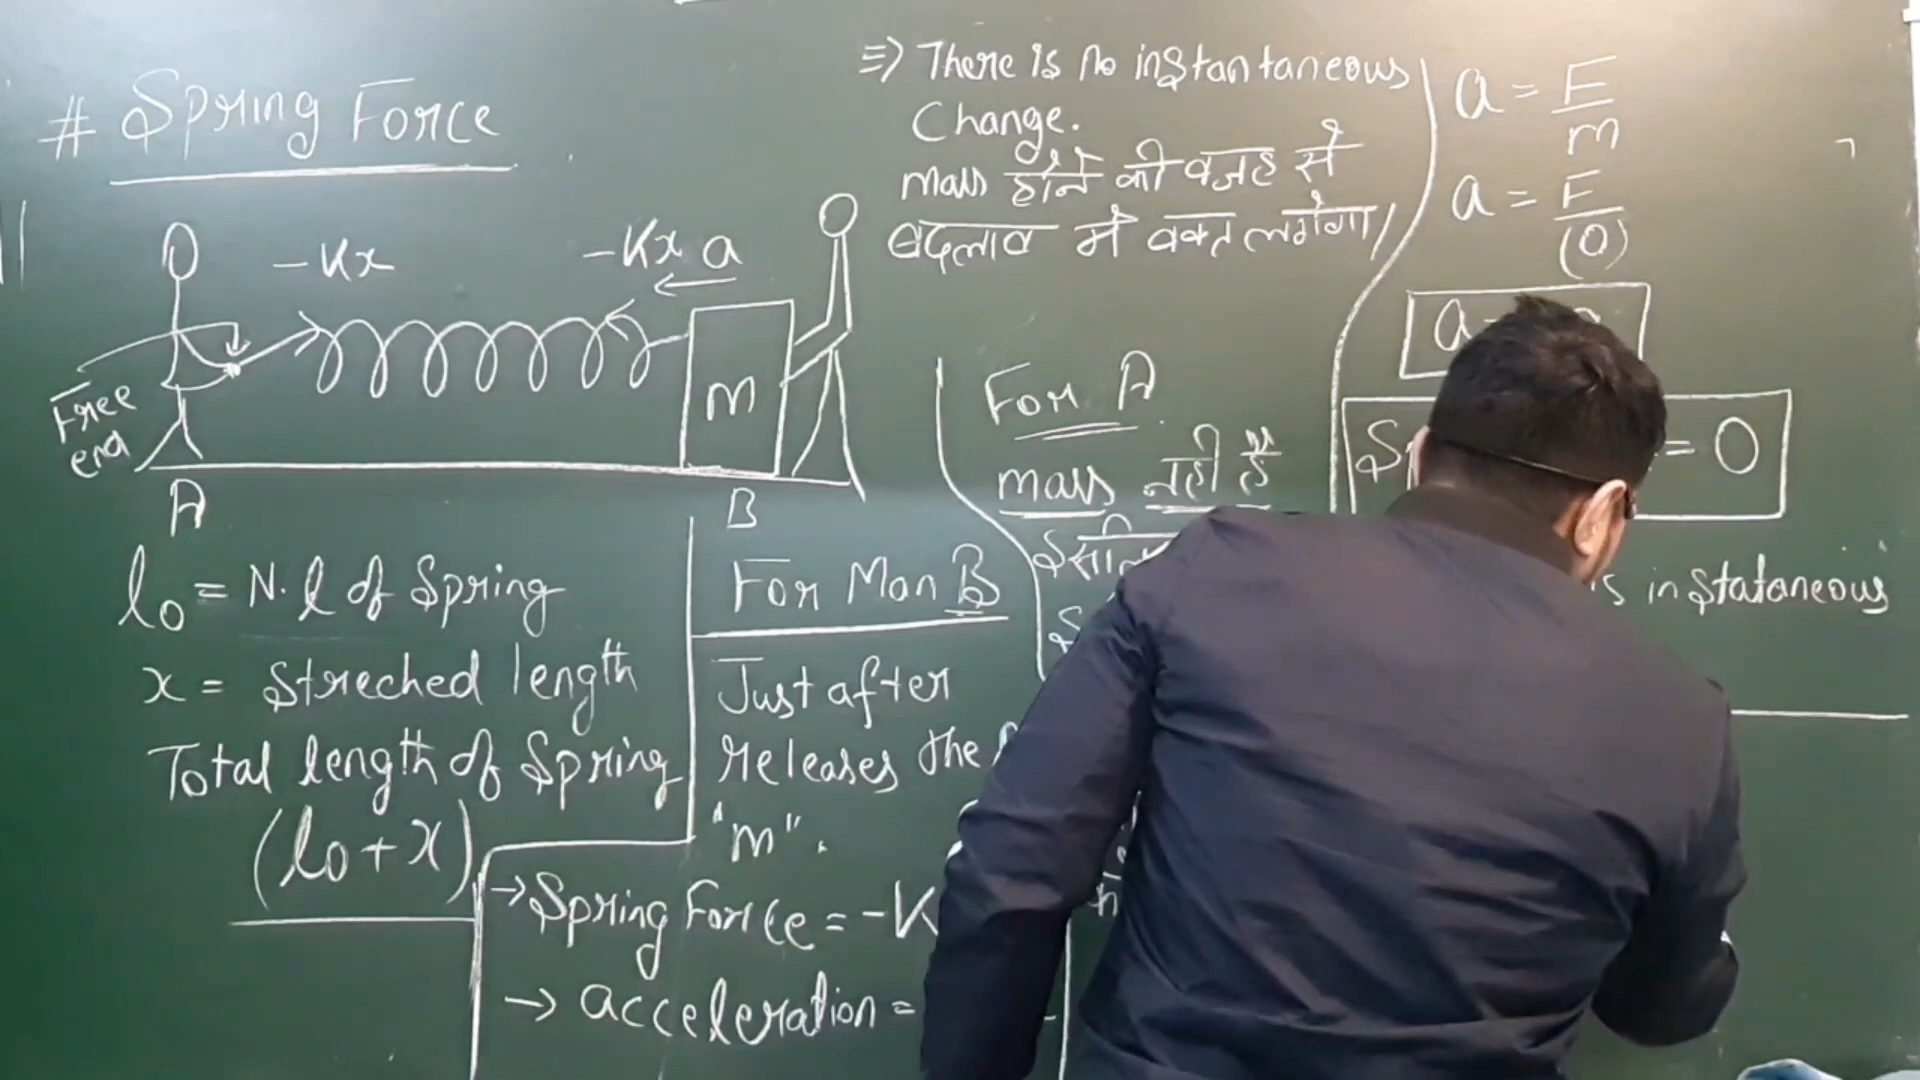 # Spring Force
-Kx
-Kx a
Free
end
m
A
B
l₀ = N.l of Spring
x = Streched length
Total length of Spring
(l₀+x)
For Man B
Just after
releases the
"m".
→ Spring Force = -K
→ acceleration =
⇒ There is no instantaneous
Change.
mass होने की वजह से
बदलाव में वक्त लगेगा।
For A
mass नही है
a = F/m
a = F/(0)
a
= 0
is instataneous